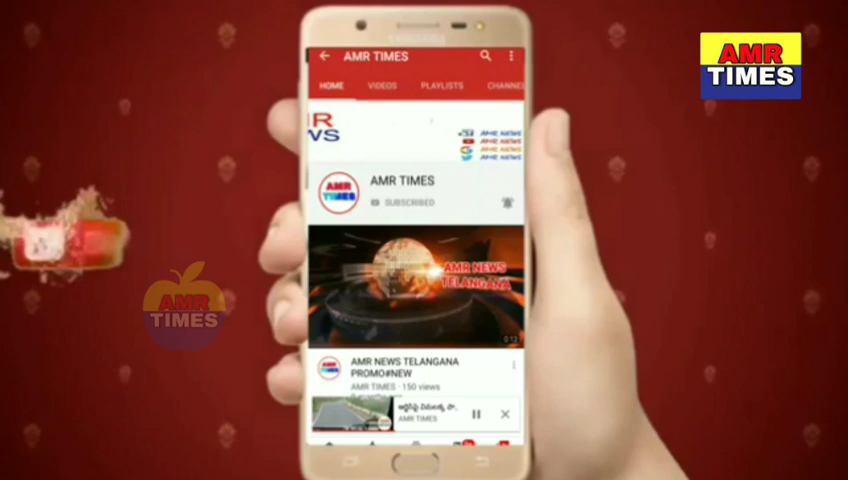 AMR
TIMES
AMR TIMES
HOME VIDEOS PLAYLISTS CHANNE
AMR NEWS
AMR NEWS
AMR NEWS
AMR NEWS
AMR
TIMES
AMR TIMES
SUBSCRIBED
AMR NEWS
TELANGANA
0:12
AMR
TIMES
AMR
TIMES
AMR NEWS TELANGANA
PROMO#NEW
AMR TIMES - 150 views
AMR TIMES